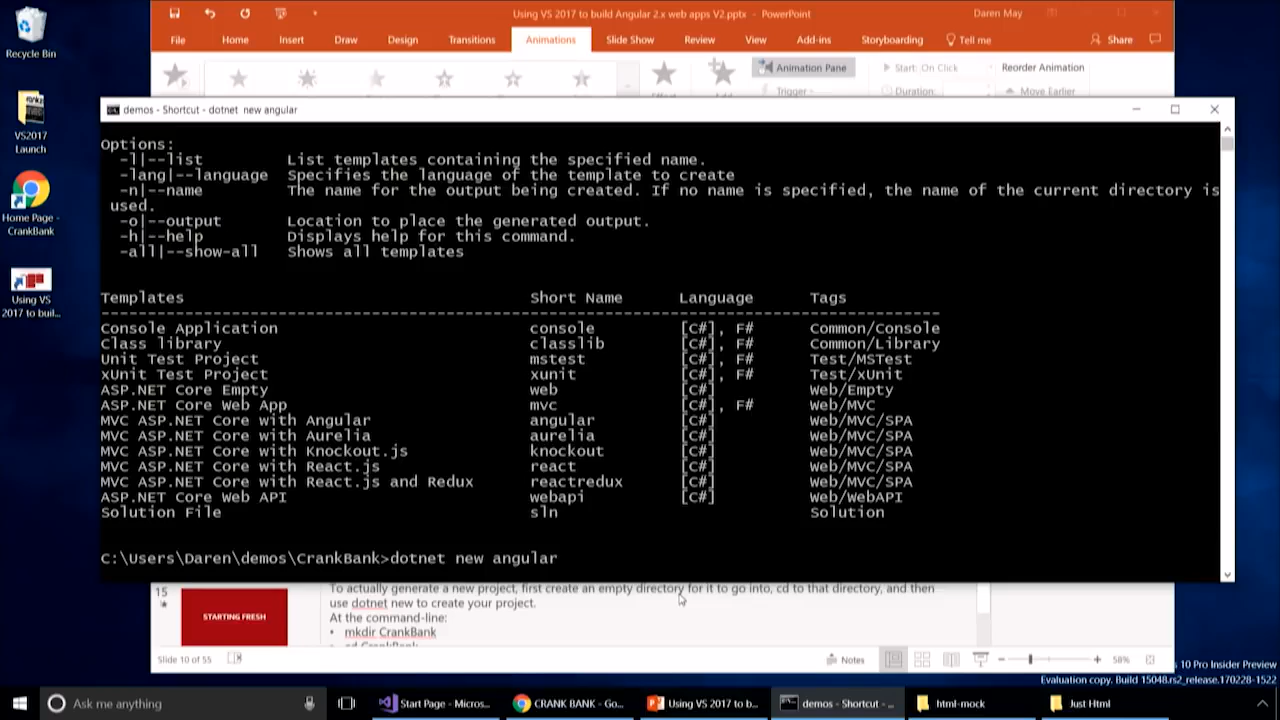 Recycle Bin
VS2017
Launch
Home Page -
CrankBank
Using VS
2017 to buil...
Using VS 2017 to build Angular 2.x web apps V2.pptx - PowerPoint
Daren May
File Home Insert Draw Design Transitions Animations Slide Show Review View Add-ins Storyboarding Tell me Share
Animation Pane Start: On Click Reorder Animation
Trigger Duration: Move Earlier
demos - Shortcut - dotnet new angular
Options:
-l|--list List templates containing the specified name.
-lang|--language Specifies the language of the template to create
-n|--name The name for the output being created. If no name is specified, the name of the current directory is
used.
-o|--output Location to place the generated output.
-h|--help Displays help for this command.
-all|--show-all Shows all templates
Templates Short Name Language Tags
--------------------------------------------------------------------------------
Console Application console [C#], F# Common/Console
Class library classlib [C#], F# Common/Library
Unit Test Project mstest [C#], F# Test/MSTest
xUnit Test Project xunit [C#], F# Test/xUnit
ASP.NET Core Empty web [C#] Web/Empty
ASP.NET Core Web App mvc [C#], F# Web/MVC
MVC ASP.NET Core with Angular angular [C#] Web/MVC/SPA
MVC ASP.NET Core with Aurelia aurelia [C#] Web/MVC/SPA
MVC ASP.NET Core with Knockout.js knockout [C#] Web/MVC/SPA
MVC ASP.NET Core with React.js react [C#] Web/MVC/SPA
MVC ASP.NET Core with React.js and Redux reactredux [C#] Web/MVC/SPA
ASP.NET Core Web API webapi [C#] Web/WebAPI
Solution File sln Solution
C:\Users\Daren\demos\CrankBank>dotnet new angular
15
STARTING FRESH
To actually generate a new project, first create an empty directory for it to go into, cd to that directory, and then
use dotnet new to create your project.
At the command-line:
• mkdir CrankBank
• cd CrankBank
Slide 10 of 55 Notes 58%
s 10 Pro Insider Preview
Evaluation copy. Build 15048.rs2_release.170228-1522
Ask me anything
Start Page - Micros...
CRANK BANK - Go...
Using VS 2017 to b...
demos - Shortcut - ...
html-mock
Just Html